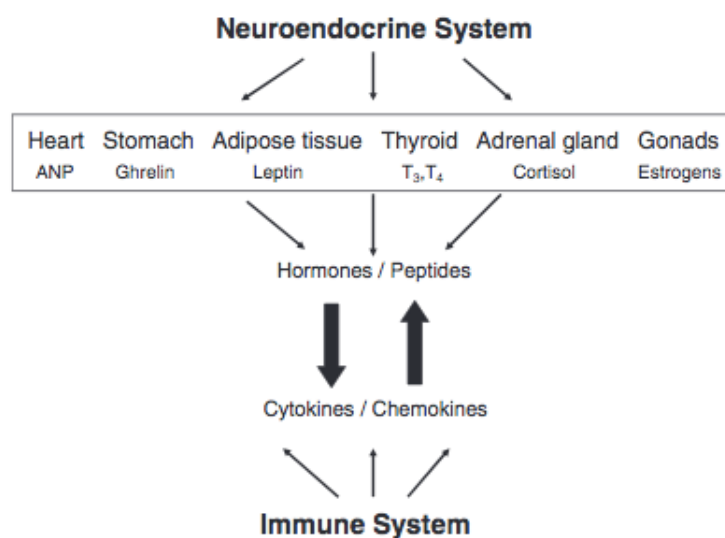 Neuroendocrine System
Heart Stomach Adipose tissue Thyroid Adrenal gland Gonads
ANP Ghrelin Leptin T₃,T₄ Cortisol Estrogens
Hormones / Peptides
Cytokines / Chemokines
Immune System